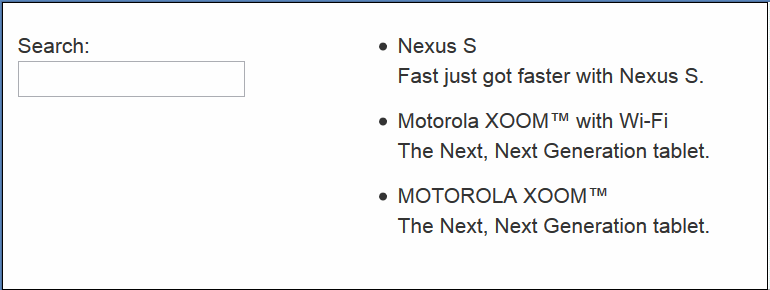 Search:
Nexus S
Fast just got faster with Nexus S.
Motorola XOOM™ with Wi-Fi
The Next, Next Generation tablet.
MOTOROLA XOOM™
The Next, Next Generation tablet.